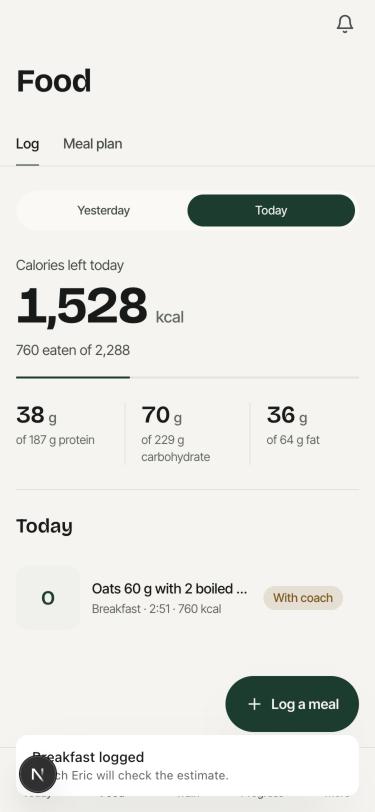 Food
Log Meal plan
Yesterday Today
Calories left today
1,528 kcal
760 eaten of 2,288
38 g 70 g 36 g
of 187 g protein of 229 g of 64 g fat
carbohydrate
Today
O
Oats 60 g with 2 boiled ...
Breakfast · 2:51 · 760 kcal
With coach
+ Log a meal
Breakfast logged
N
Eric will check the estimate.